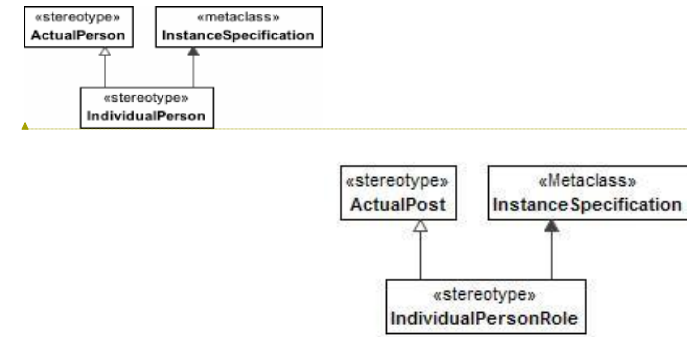 «stereotype» «metaclass»
ActualPerson InstanceSpecification
«stereotype»
IndividualPerson
«stereotype» «Metaclass»
ActualPost InstanceSpecification
«stereotype»
IndividualPersonRole